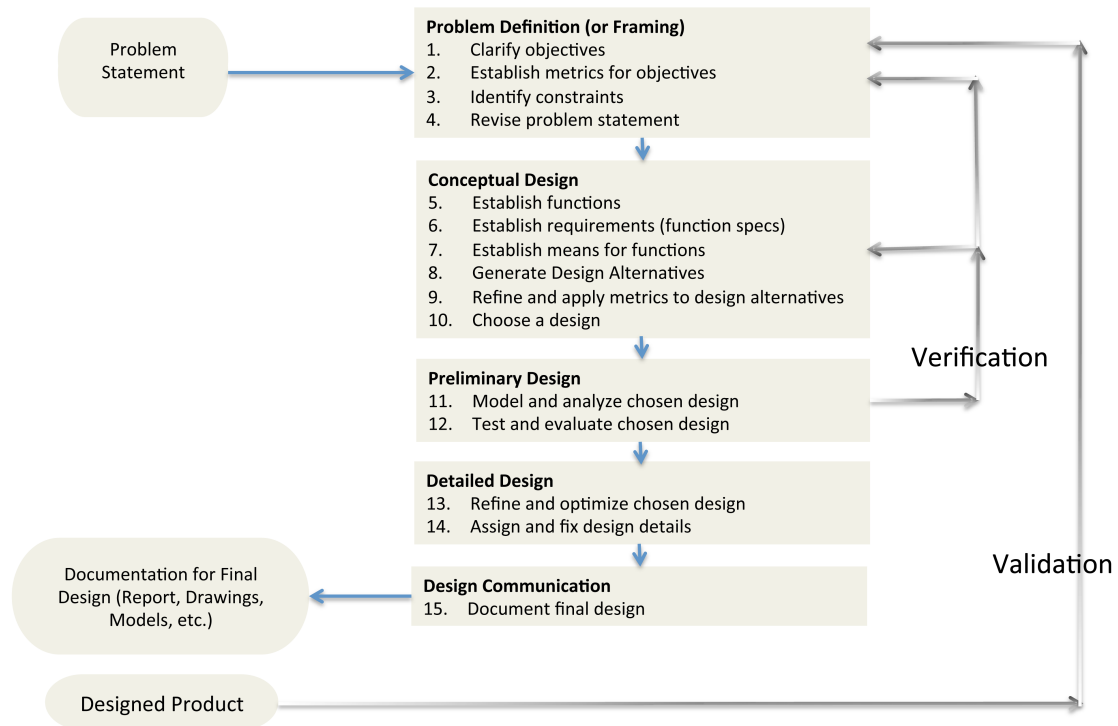 Problem
Statement
Problem Definition (or Framing)
1. Clarify objectives
2. Establish metrics for objectives
3. Identify constraints
4. Revise problem statement
Conceptual Design
5. Establish functions
6. Establish requirements (function specs)
7. Establish means for functions
8. Generate Design Alternatives
9. Refine and apply metrics to design alternatives
10. Choose a design
Verification
Preliminary Design
11. Model and analyze chosen design
12. Test and evaluate chosen design
Detailed Design
13. Refine and optimize chosen design
14. Assign and fix design details
Validation
Documentation for Final
Design (Report, Drawings,
Models, etc.)
Design Communication
15. Document final design
Designed Product